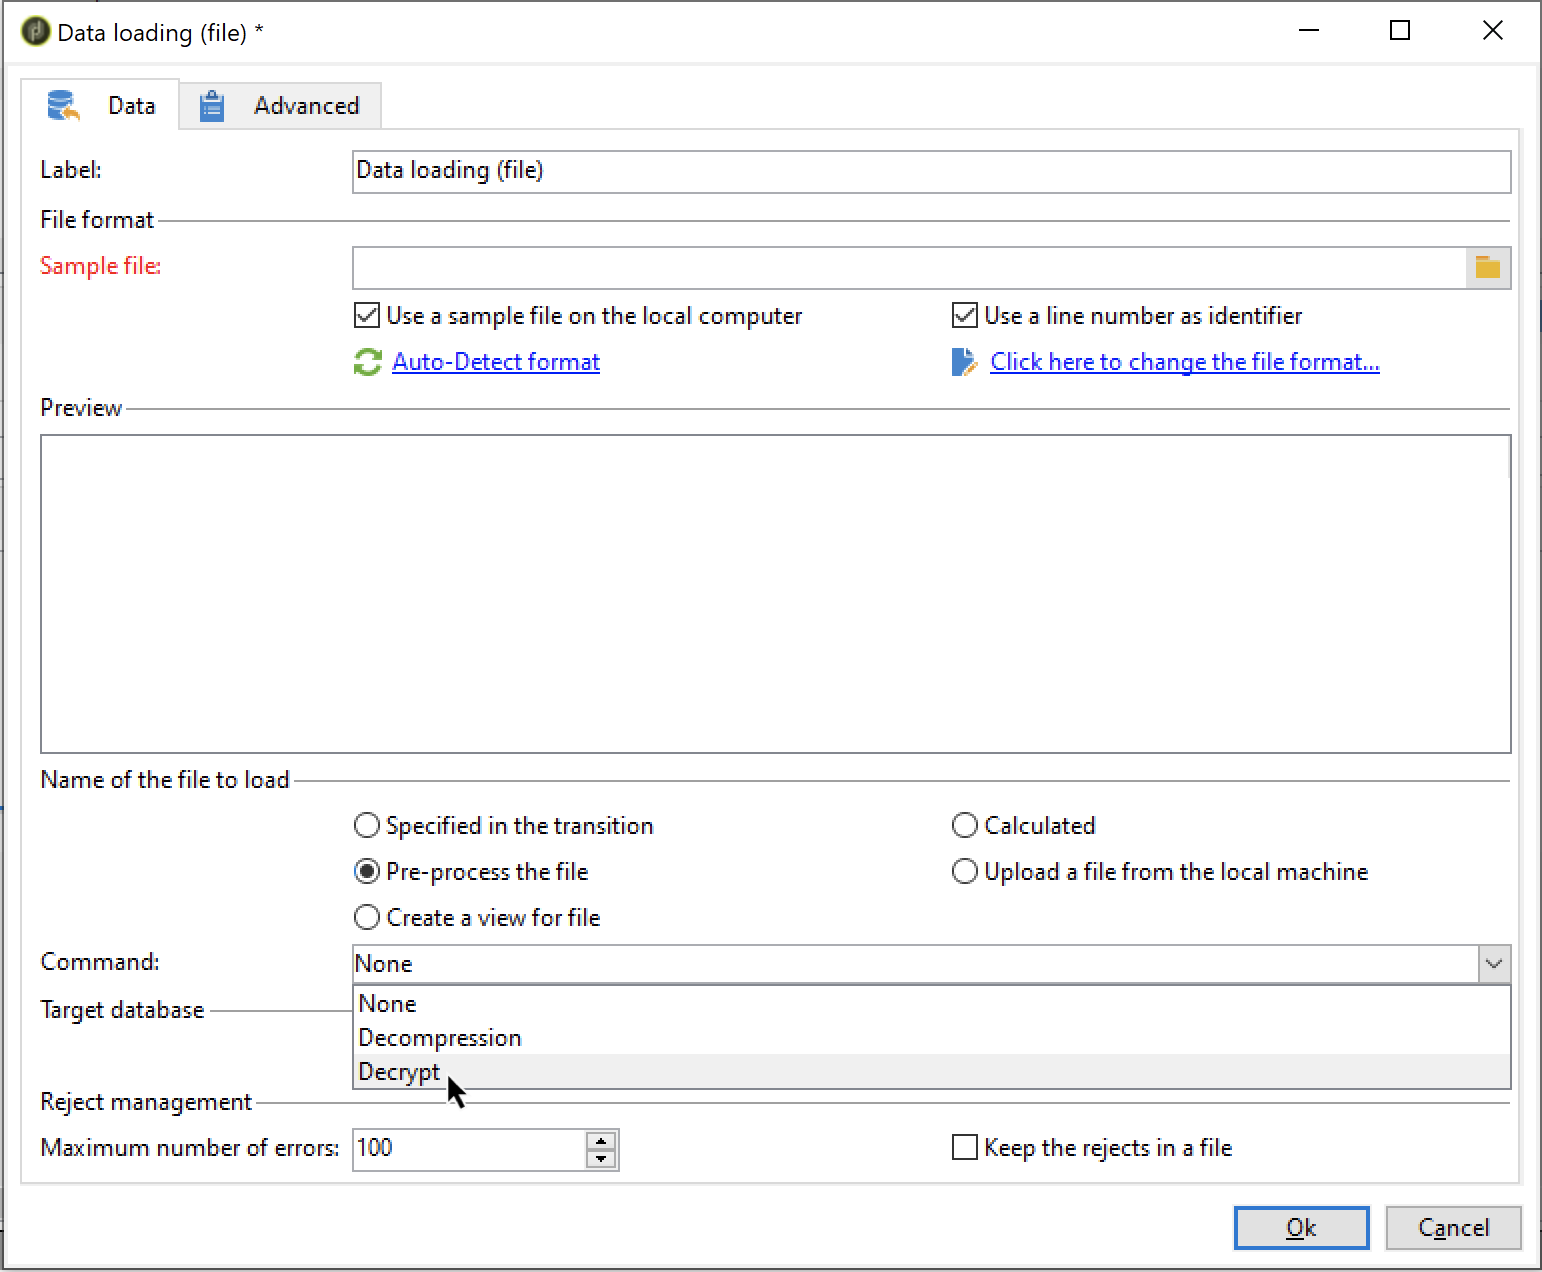 Data loading (file) *
Data
Advanced
Label:
Data loading (file)
File format
Sample file:
Use a sample file on the local computer
Use a line number as identifier
Auto-Detect format
Click here to change the file format...
Preview
Name of the file to load
Specified in the transition
Calculated
Pre-process the file
Upload a file from the local machine
Create a view for file
Command:
None
None
Target database
Decompression
Decrypt
Reject management
Maximum number of errors:
100
Keep the rejects in a file
Ok
Cancel